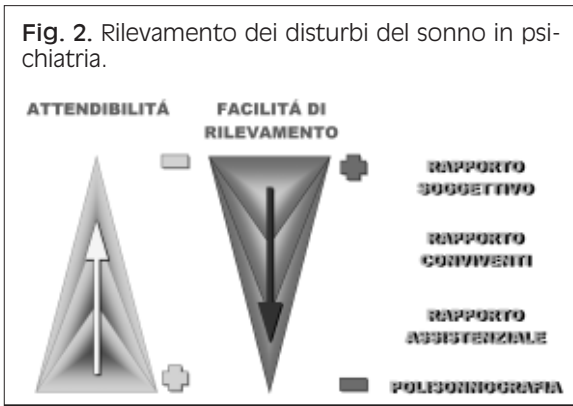 Fig. 2. Rilevamento dei disturbi del sonno in psi-
chiatria.
ATTENDIBILITÁ
FACILITÁ DI
RILEVAMENTO
RAPPORTO
SOGGETTIVO
RAPPORTO
CONVIVENTI
RAPPORTO
ASSISTENZIALE
POLISONNOGRAFIA